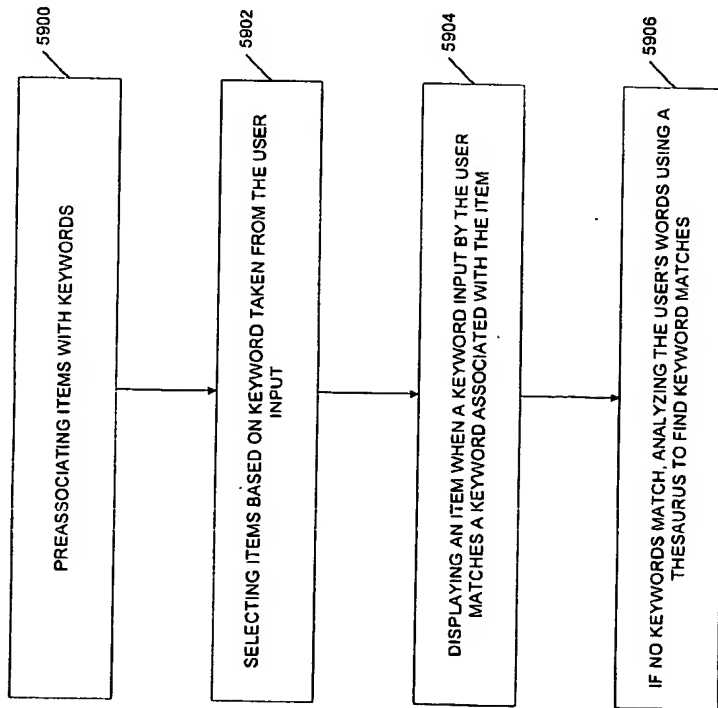 5900
PREASSOCIATING ITEMS WITH KEYWORDS
5902
SELECTING ITEMS BASED ON KEYWORD TAKEN FROM THE USER
INPUT
5904
DISPLAYING AN ITEM WHEN A KEYWORD INPUT BY THE USER
MATCHES A KEYWORD ASSOCIATED WITH THE ITEM
5906
IF NO KEYWORDS MATCH, ANALYZING THE USER'S WORDS USING A
THESAURUS TO FIND KEYWORD MATCHES